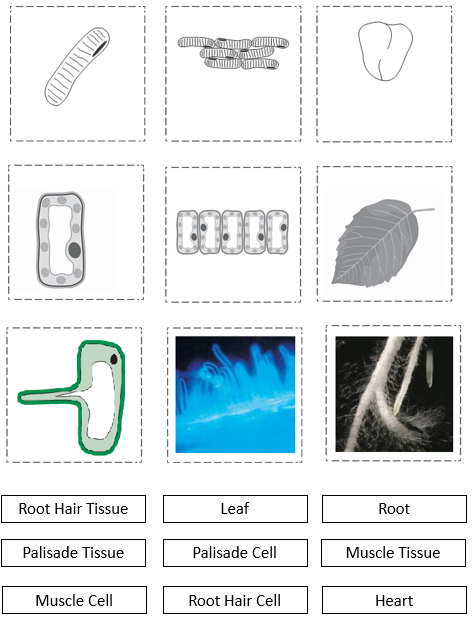 Root Hair Tissue
Leaf
Root
Palisade Tissue
Palisade Cell
Muscle Tissue
Muscle Cell
Root Hair Cell
Heart